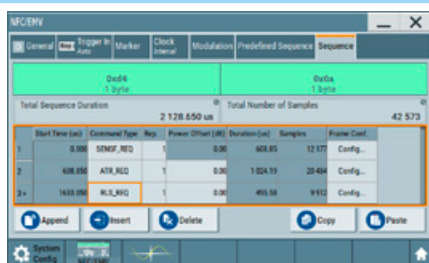 NFC/EMV
General Trigger In Auto Marker Clock Internal Modulation Predefined Sequence Sequence
0xd4 0x0a
1 byte 1 byte
Total Sequence Duration Total Number of Samples
2 128.650 us 42 573
Start Time (us) Command Type Rep. Power Offset (dB) Duration (us) Samples Frame Conf.
1 0.000 SENSF_REQ 1 0.00 608.85 12 177 Config...
2 608.850 ATR_REQ 1 0.00 1 024.19 20 484 Config...
3 1633.050 RLS_REQ 1 0.00 495.58 9 912 Config...
Append Insert Delete Copy Paste
System Config NFC/EMV